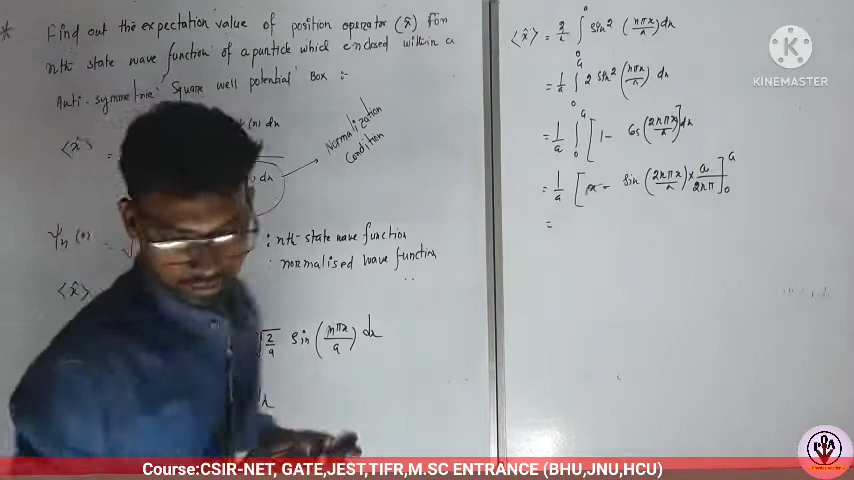 * Find out the expectation value of position operator (x̂) for
nth state wave function of a particle which enclosed within a
Anti-symmetric Square well potential Box :-
⟨x̂⟩ =
dx
Normalization
Condition
dx
ψn (x) = √ : nth-state wave function
: normalised wave function
⟨x̂⟩
√2/a Sin (nπx/a) dx
⟨x̂⟩ = 2/a ∫₀ᵃ Sin² (nπx/a) dx
= 1/a ∫₀ᵃ 2 Sin² (nπx/a) dx
= 1/a ∫₀ᵃ [1 - Cos (2nπx/a)] dx
= 1/a [x - Sin (2nπx/a) × a/2nπ]₀ᵃ
=
KINEMASTER
Course:CSIR-NET, GATE,JEST,TIFR,M.SC ENTRANCE (BHU,JNU,HCU)